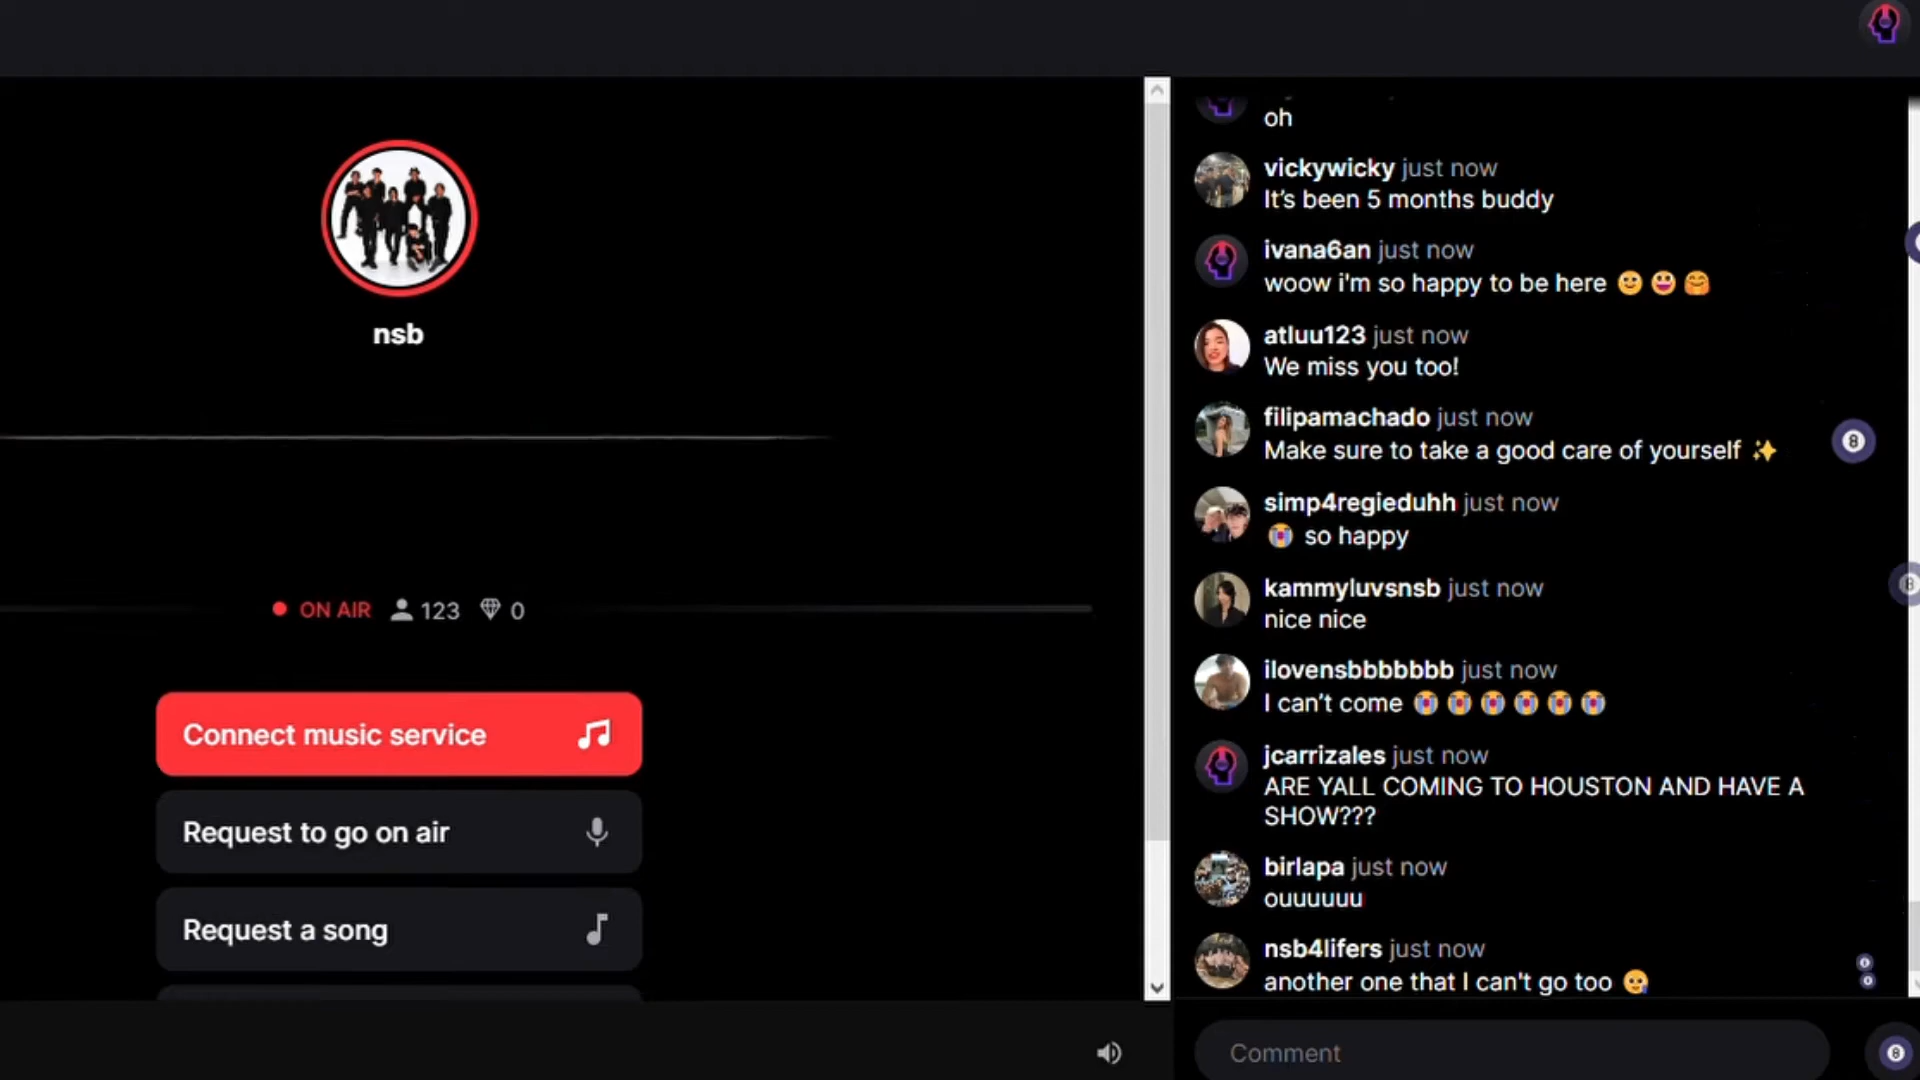 nsb
ON AIR 123 0
Connect music service
Request to go on air
Request a song
oh
vickywicky just now
It's been 5 months buddy
ivana6an just now
woow i'm so happy to be here 🙂😀🤗
atluu123 just now
We miss you too!
filipamachado just now
Make sure to take a good care of yourself ✨
simp4regieduhh just now
😭 so happy
kammyluvsnsb just now
nice nice
ilovensbbbbbbb just now
I can't come 😭😭😭😭😭😭
jcarrizales just now
ARE YALL COMING TO HOUSTON AND HAVE A
SHOW???
birlapa just now
ouuuuuu
nsb4lifers just now
another one that I can't go too 🥲
Comment
8
8
8